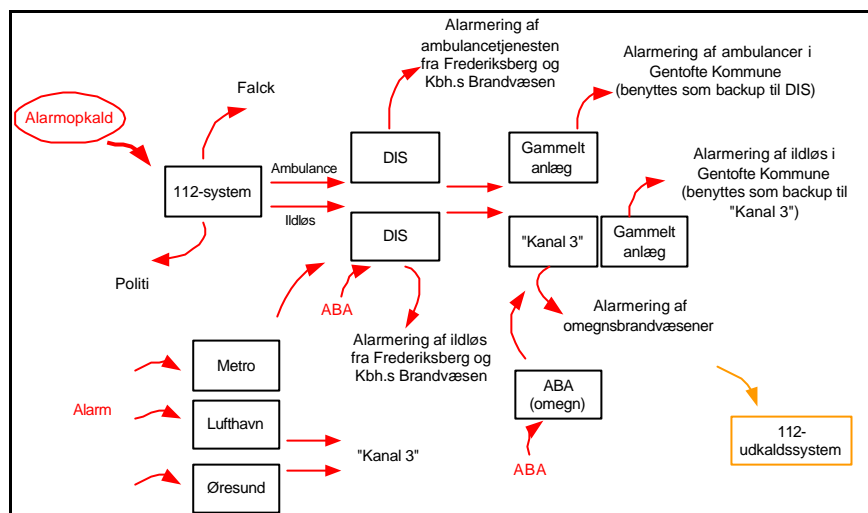 Alarmering af
ambulancetjenesten
fra Frederiksberg og
Kbh.s Brandvæsen
Alarmering af ambulancer i
Gentofte Kommune
(benyttes som backup til DIS)
Falck
Alarmopkald
112-system
Ambulance
Ildløs
DIS
Gammelt
anlæg
Alarmering af ildløs i
Gentofte Kommune
(benyttes som backup til
"Kanal 3")
DIS
"Kanal 3"
Gammelt
anlæg
Politi
ABA
Alarmering af ildløs
fra Frederiksberg og
Kbh.s Brandvæsen
Alarmering af
omegnsbrandvæsener
Metro
Alarm
Lufthavn
Øresund
"Kanal 3"
ABA
(omegn)
ABA
112-
udkaldssystem